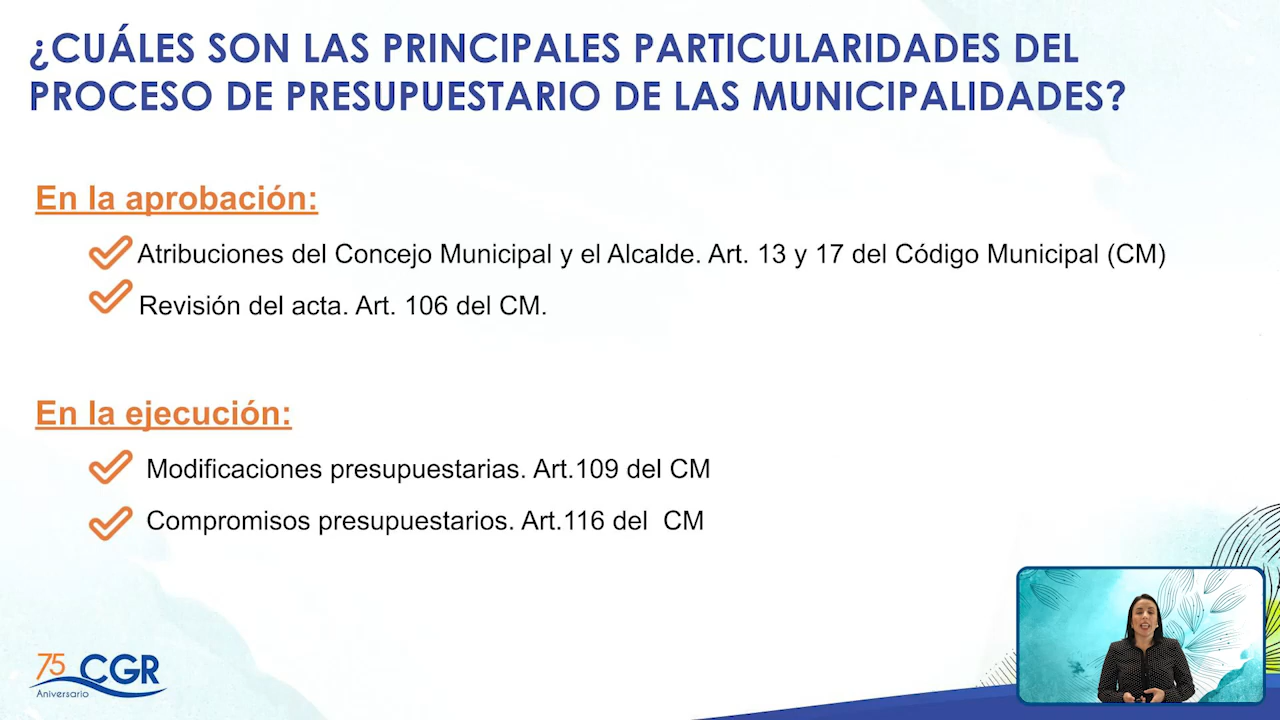 ¿CUÁLES SON LAS PRINCIPALES PARTICULARIDADES DEL
PROCESO DE PRESUPUESTARIO DE LAS MUNICIPALIDADES?
En la aprobación:
Atribuciones del Concejo Municipal y el Alcalde. Art. 13 y 17 del Código Municipal (CM)
Revisión del acta. Art. 106 del CM.
En la ejecución:
Modificaciones presupuestarias. Art.109 del CM
Compromisos presupuestarios. Art.116 del  CM
75 CGR
Aniversario